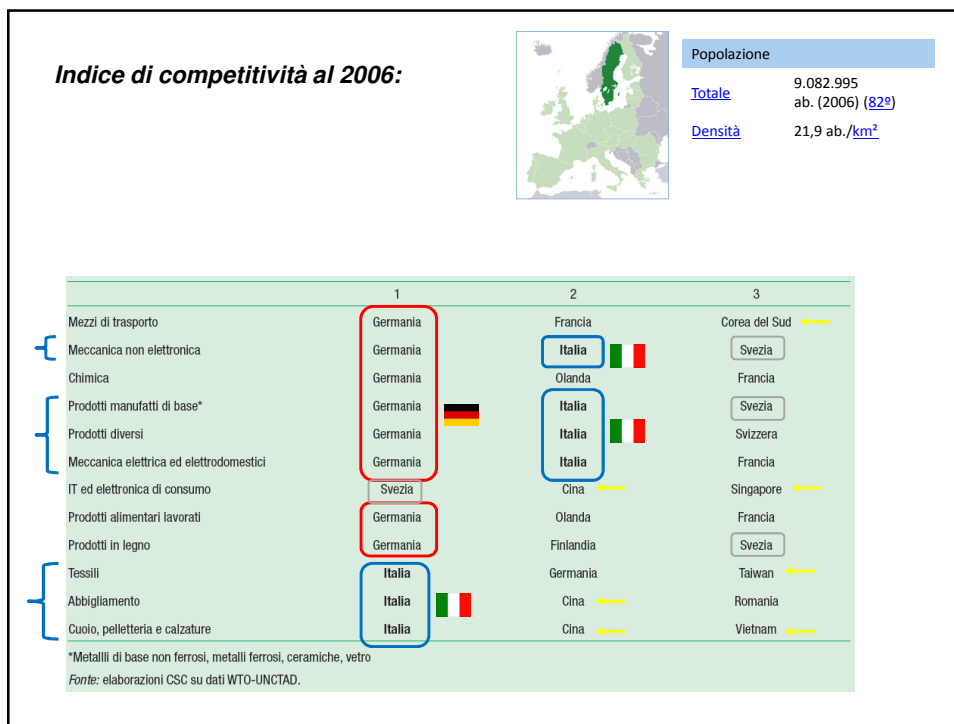 Indice di competitività al 2006:
Popolazione
Totale 9.082.995
ab. (2006) (82º)
Densità 21,9 ab./km²
1 2 3
Mezzi di trasporto Germania Francia Corea del Sud
Meccanica non elettronica Germania Italia Svezia
Chimica Germania Olanda Francia
Prodotti manufatti di base* Germania Italia Svezia
Prodotti diversi Germania Italia Svizzera
Meccanica elettrica ed elettrodomestici Germania Italia Francia
IT ed elettronica di consumo Svezia Cina Singapore
Prodotti alimentari lavorati Germania Olanda Francia
Prodotti in legno Germania Finlandia Svezia
Tessili Italia Germania Taiwan
Abbigliamento Italia Cina Romania
Cuoio, pelletteria e calzature Italia Cina Vietnam
*Metallli di base non ferrosi, metalli ferrosi, ceramiche, vetro
Fonte: elaborazioni CSC su dati WTO-UNCTAD.